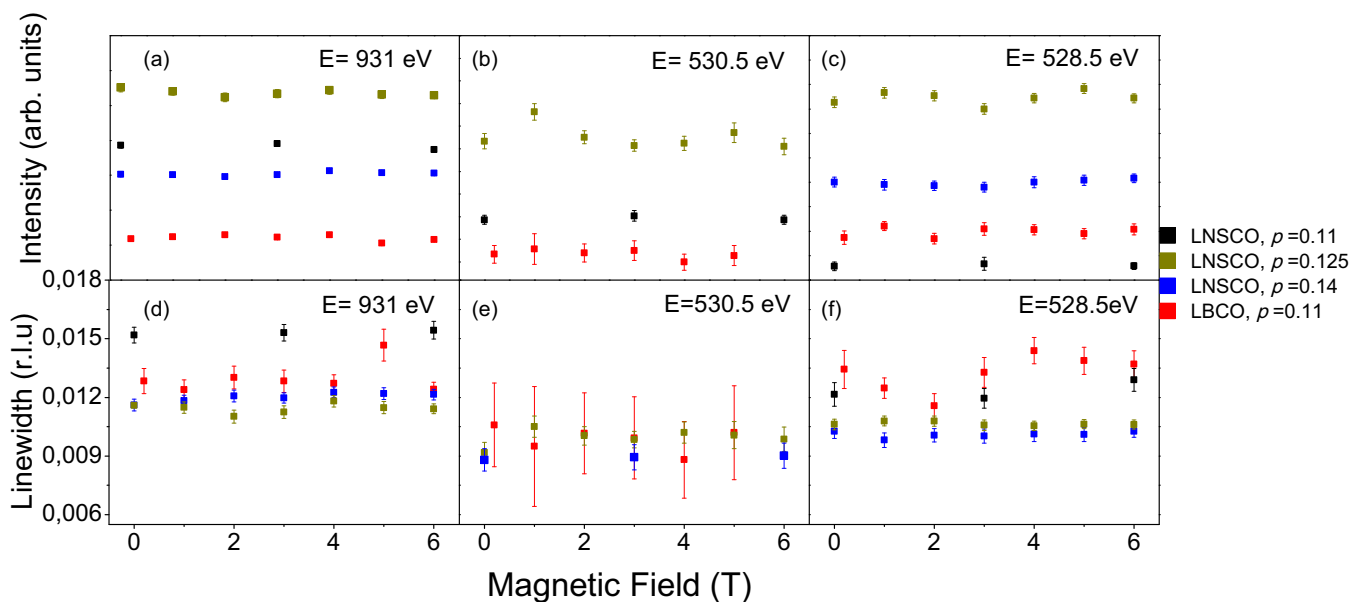 (a) E= 931 eV
(b) E= 530.5 eV
(c) E= 528.5 eV
Intensity (arb. units)
LNSCO, p=0.11
LNSCO, p=0.125
LNSCO, p=0.14
LBCO, p=0.11
(d) E= 931 eV
(e) E=530.5 eV
(f) E=528.5eV
Linewidth (r.l.u)
0,018
0,015
0,012
0,009
0,006
0 2 4 6
0 2 4 6
0 2 4 6
Magnetic Field (T)